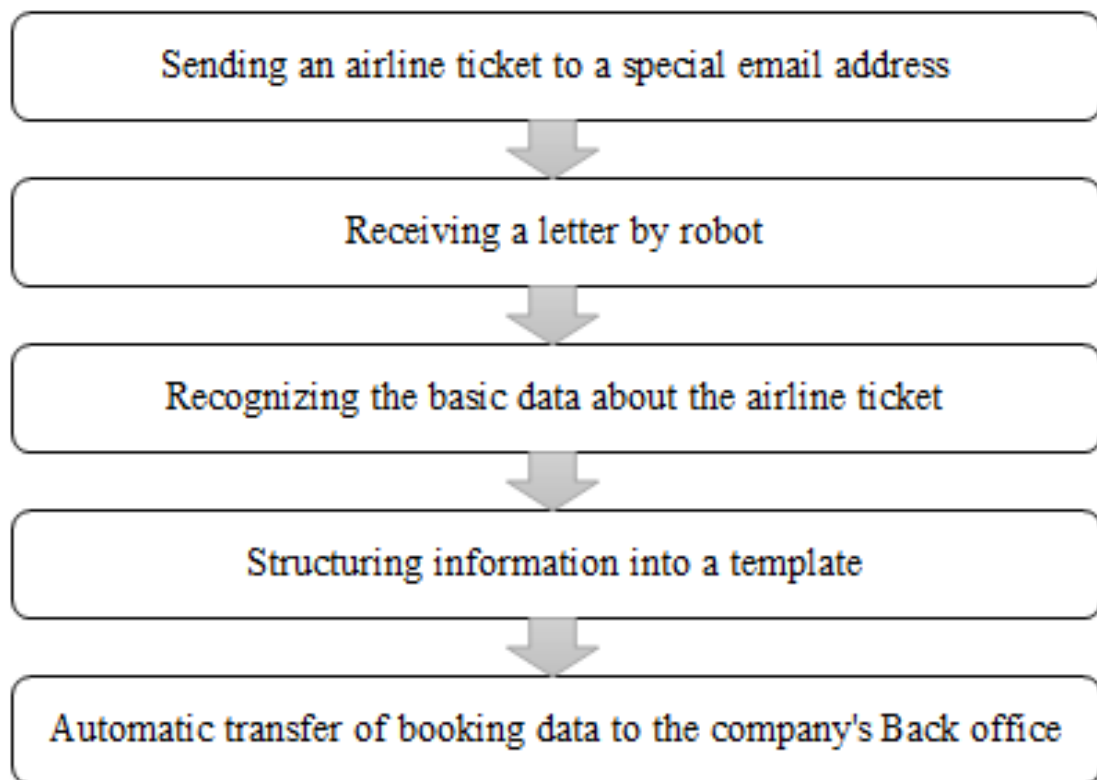 Sending an airline ticket to a special email address
Receiving a letter by robot
Recognizing the basic data about the airline ticket
Structuring information into a template
Automatic transfer of booking data to the company's Back office